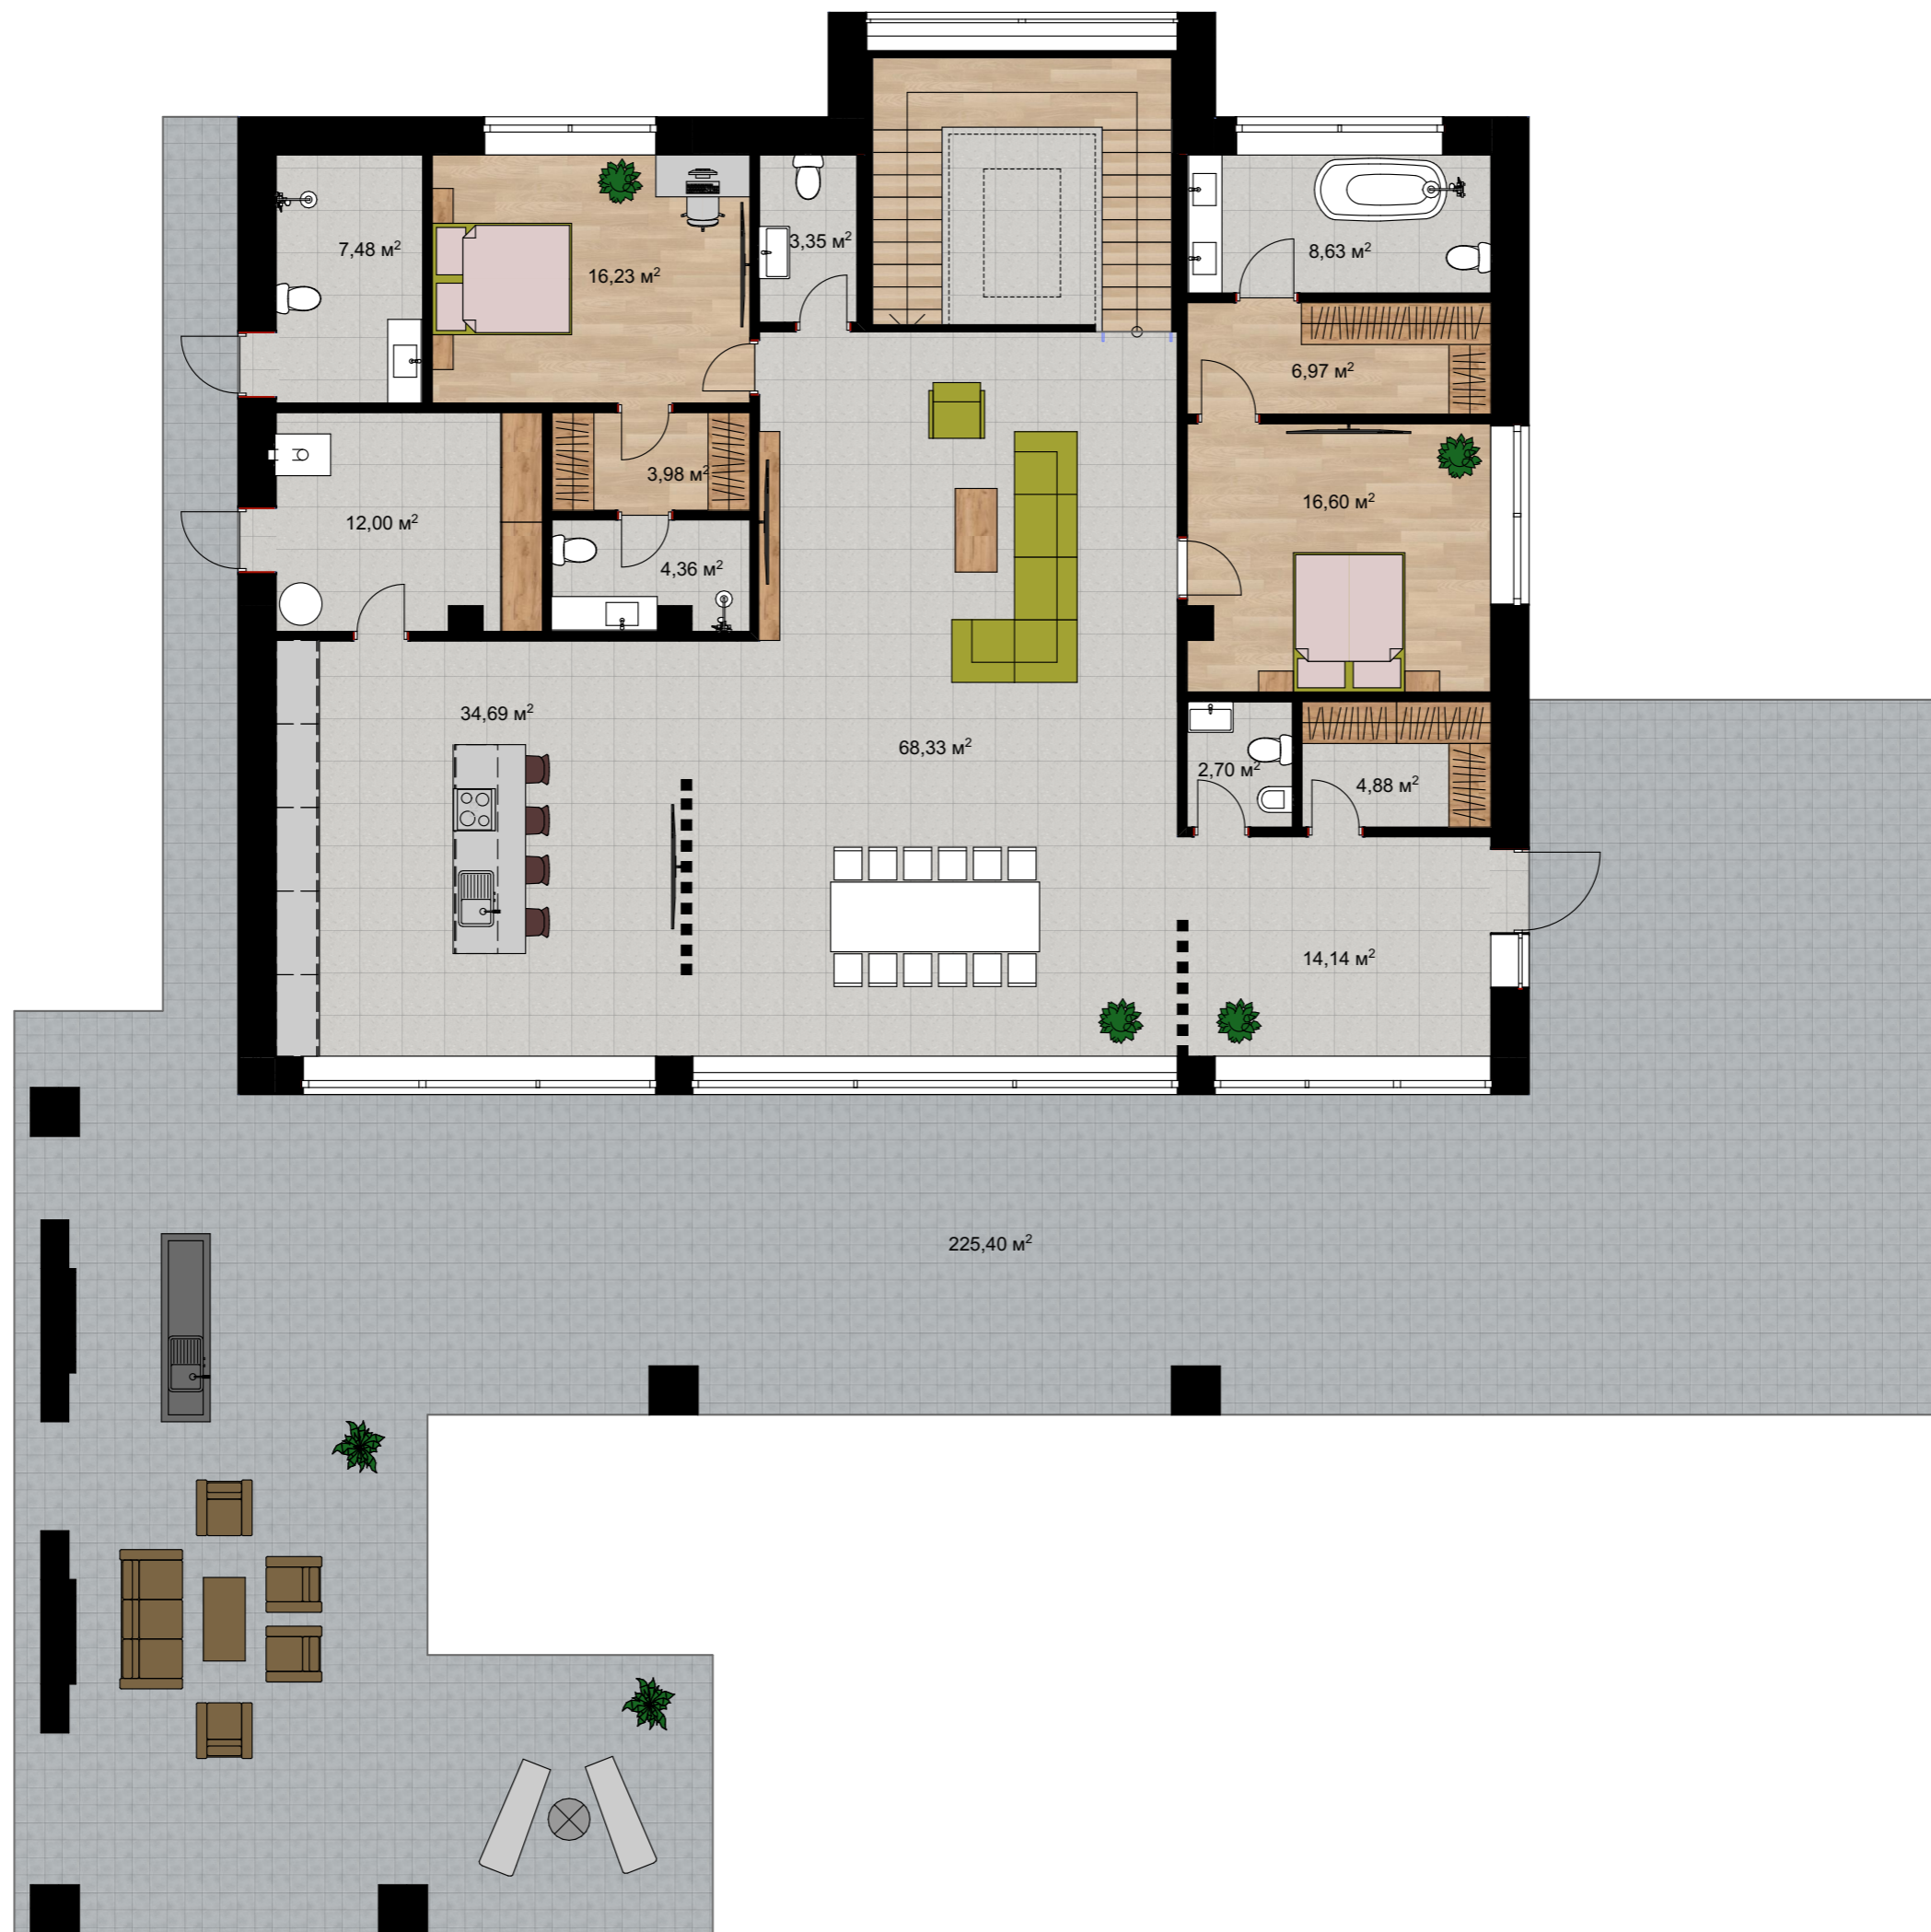 7,48 м²
16,23 м²
3,35 м²
8,63 м²
6,97 м²
3,98 м²
16,60 м²
12,00 м²
4,36 м²
34,69 м²
68,33 м²
2,70 м²
4,88 м²
14,14 м²
225,40 м²